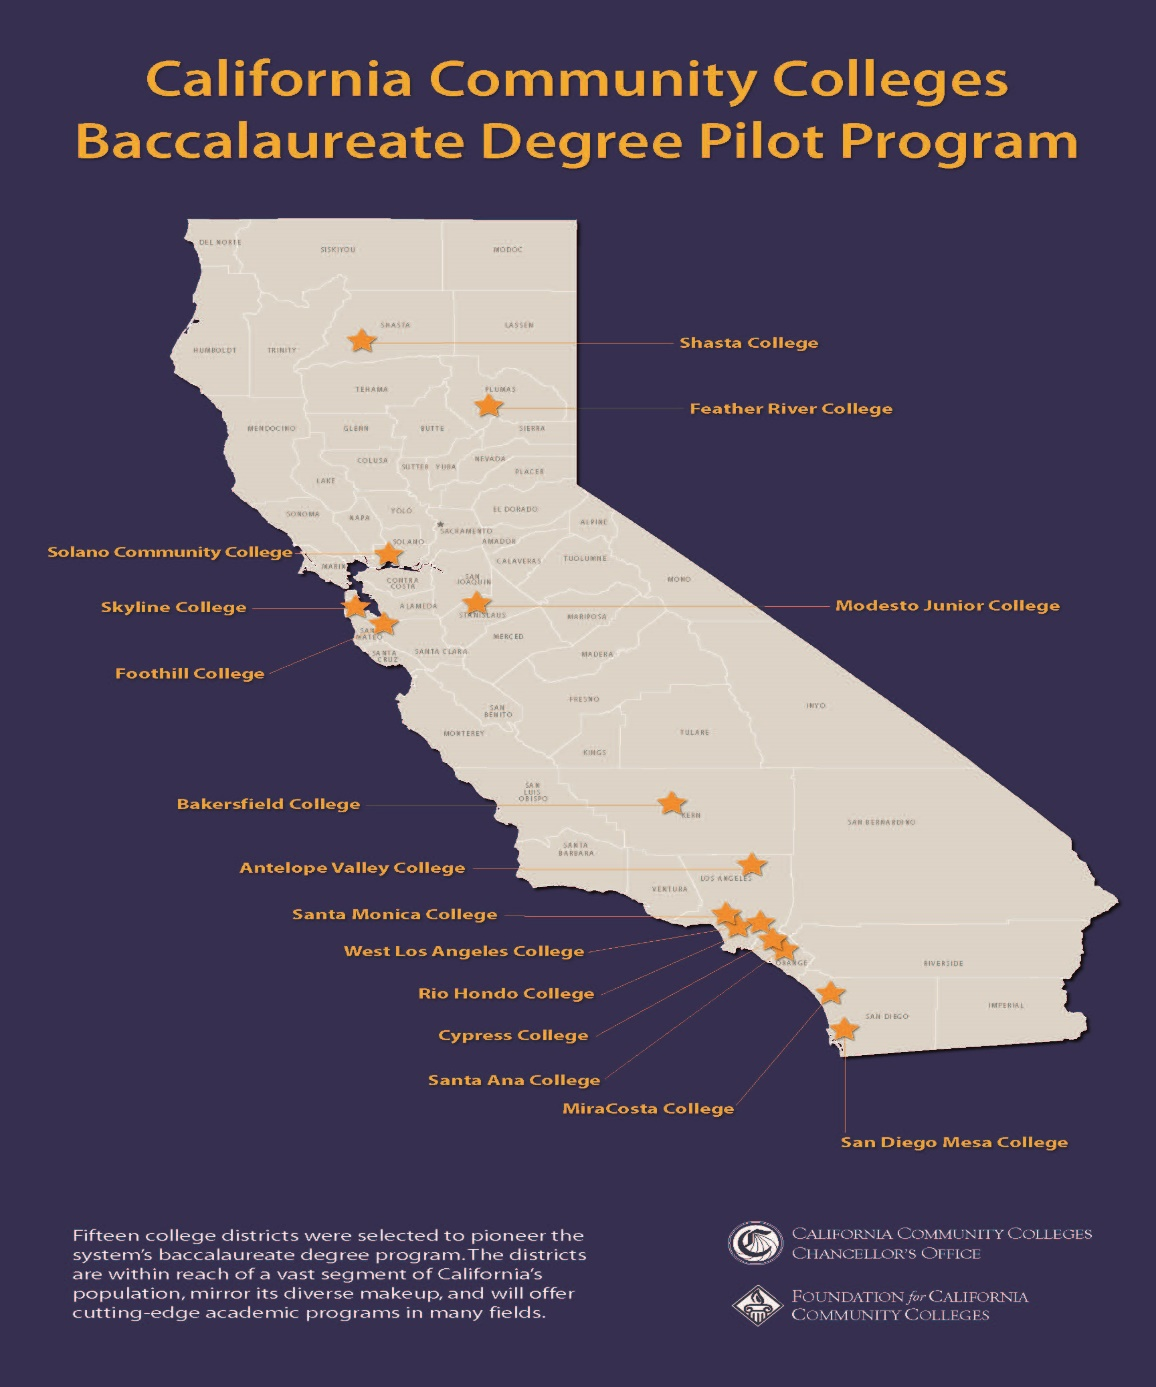 California Community Colleges
Baccalaureate Degree Pilot Program
DEL NORTE
SISKIYOU
MODOC
SHASTA
LASSEN
Shasta College
HUMBOLDT
TRINITY
TEHAMA
PLUMAS
Feather River College
MENDOCINO
GLENN
BUTTE
SIERRA
COLUSA
SUTTER
YUBA
NEVADA
PLACER
LAKE
SONOMA
NAPA
YOLO
EL DORADO
ALPINE
SACRAMENTO
SOLANO
AMADOR
Solano Community College
MARIN
CALAVERAS
TUOLUMNE
CONTRA
COSTA
SAN
JOAQUIN
MONO
Skyline College
ALAMEDA
STANISLAUS
Modesto Junior College
MARIPOSA
SAN
MATEO
MERCED
SANTA
CRUZ
SANTA CLARA
MADERA
Foothill College
FRESNO
INYO
SAN
BENITO
MONTEREY
TULARE
KINGS
SAN
LUIS
OBISPO
Bakersfield College
KERN
SAN BERNARDINO
SANTA
BARBARA
Antelope Valley College
LOS ANGELES
VENTURA
Santa Monica College
West Los Angeles College
ORANGE
RIVERSIDE
Rio Hondo College
IMPERIAL
SAN DIEGO
Cypress College
Santa Ana College
MiraCosta College
San Diego Mesa College
Fifteen college districts were selected to pioneer the
system's baccalaureate degree program. The districts
are within reach of a vast segment of California's
population, mirror its diverse makeup, and will offer
cutting-edge academic programs in many fields.
CALIFORNIA COMMUNITY COLLEGES
CHANCELLOR'S OFFICE
FOUNDATION for CALIFORNIA
COMMUNITY COLLEGES